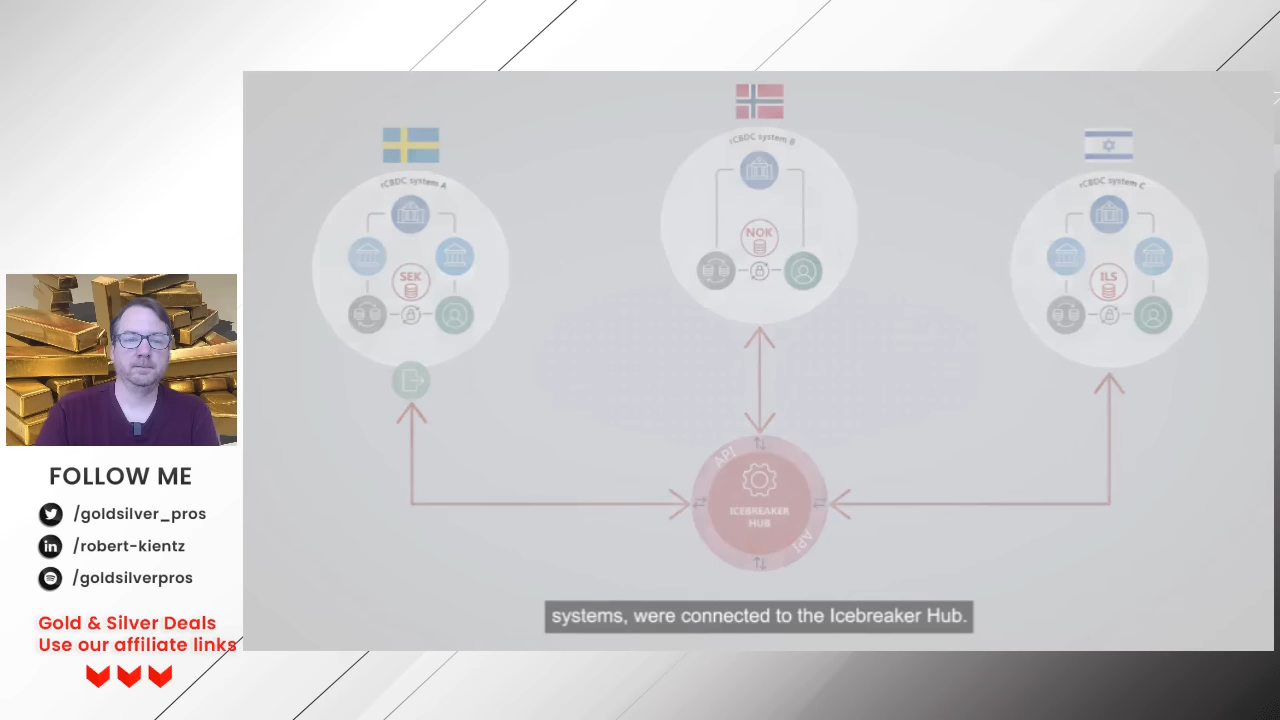 rCBDC system A
SEK
rCBDC system B
NOK
rCBDC system C
ILS
API
ICEBREAKER
HUB
API
systems, were connected to the Icebreaker Hub.
FOLLOW ME
/goldsilver_pros
in
/robert-kientz
/goldsilverpros
Gold & Silver Deals
Use our affiliate links